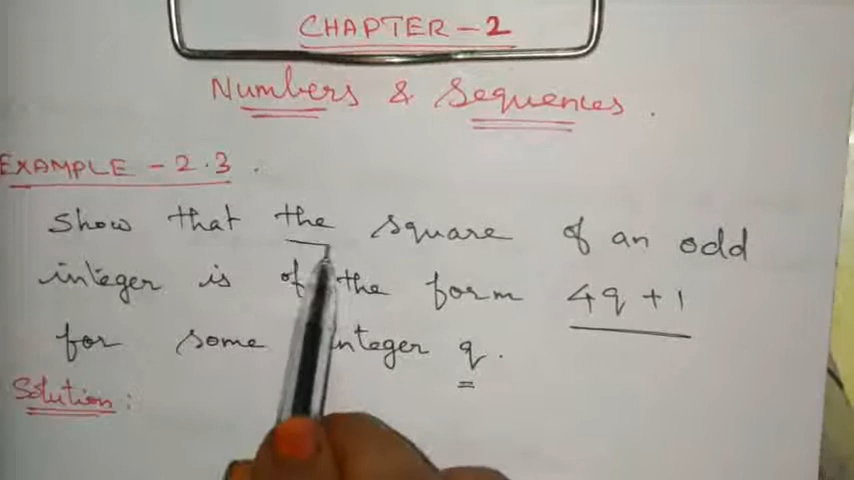 CHAPTER - 2
Numbers & Sequences.
EXAMPLE - 2.3.
Show that the square of an odd
integer is of the form 4q + 1
for some integer q.
Solution: